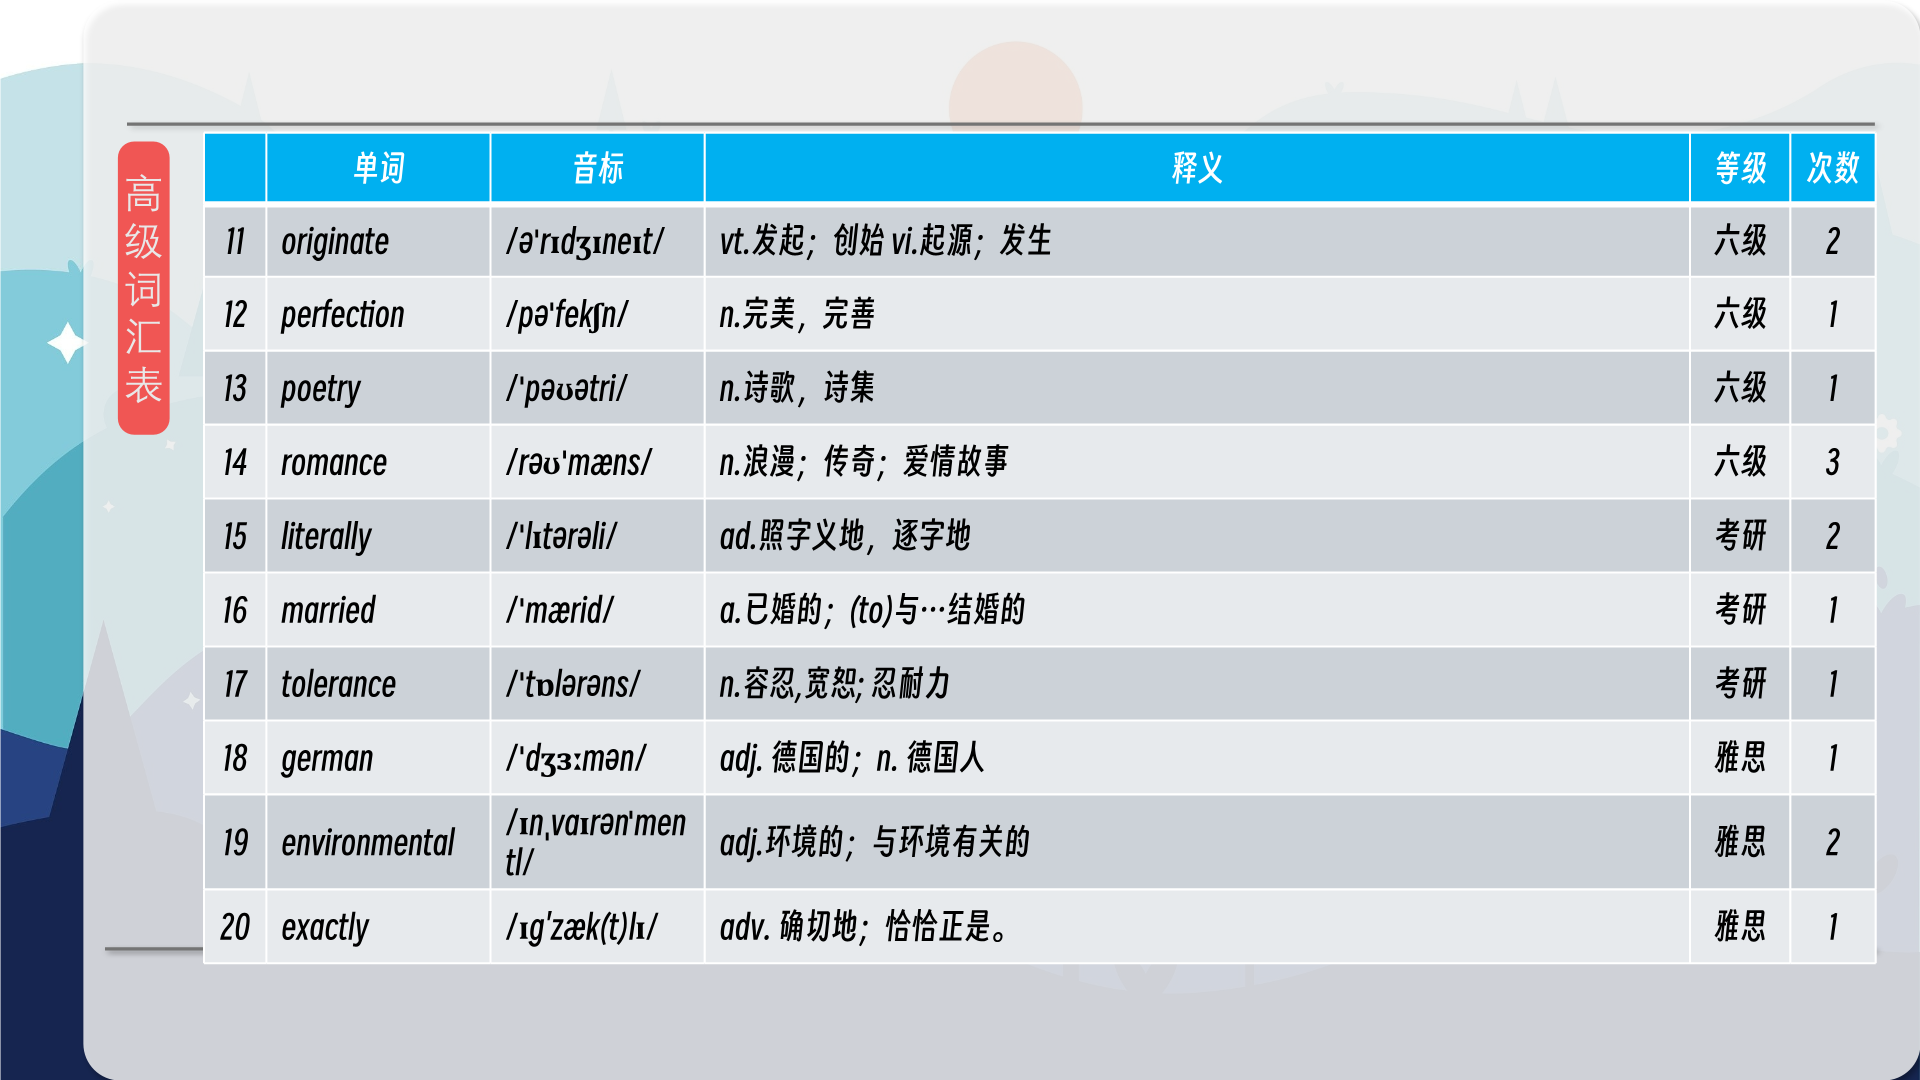 高级词汇表
单词 音标 释义 等级 次数
11 originate /ə'rɪdʒɪneɪt/ vt.发起；创始 vi.起源；发生 六级 2
12 perfection /pə'fekʃn/ n.完美，完善 六级 1
13 poetry /'pəʊətri/ n.诗歌，诗集 六级 1
14 romance /rəʊ'mæns/ n.浪漫；传奇；爱情故事 六级 3
15 literally /'lɪtərəli/ ad.照字义地，逐字地 考研 2
16 married /'mærid/ a.已婚的；(to)与…结婚的 考研 1
17 tolerance /'tɒlərəns/ n.容忍,宽恕; 忍耐力 考研 1
18 german /'dʒɜːmən/ adj. 德国的；n. 德国人 雅思 1
19 environmental /ɪnˌvaɪrən'men
tl/ adj.环境的；与环境有关的 雅思 2
20 exactly /ɪg'zæk(t)lɪ/ adv. 确切地；恰恰正是。 雅思 1